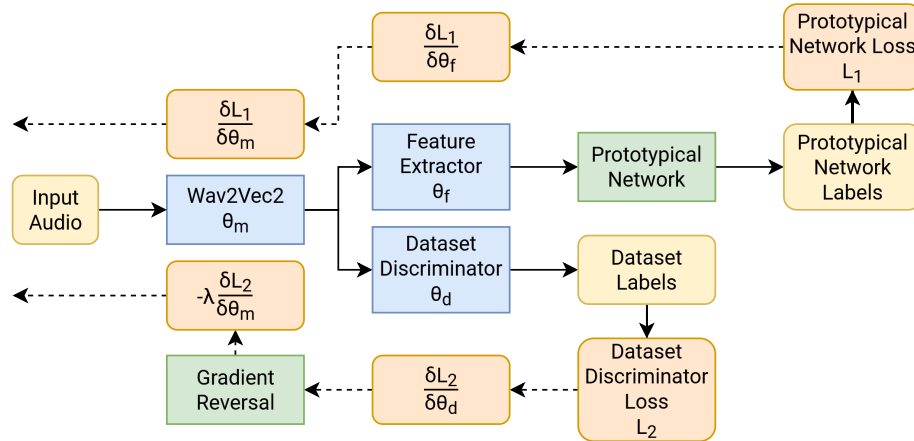 δL₁
δθf
Prototypical
Network Loss
L₁
δL₁
δθm
Feature
Extractor
θf
Prototypical
Network
Prototypical
Network
Labels
Input
Audio
Wav2Vec2
θm
Dataset
Discriminator
θd
Dataset
Labels
-λ δL₂
δθm
Gradient
Reversal
δL₂
δθd
Dataset
Discriminator
Loss
L₂